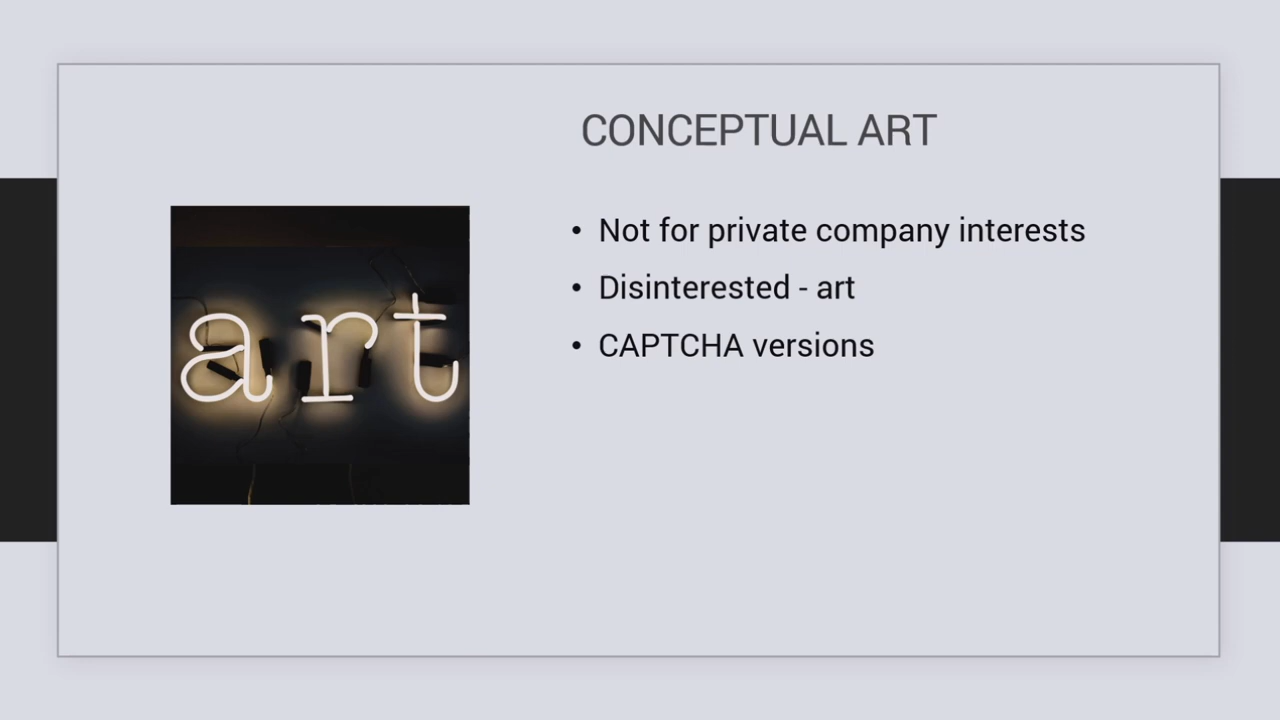 CONCEPTUAL ART
art
• Not for private company interests
• Disinterested - art
• CAPTCHA versions